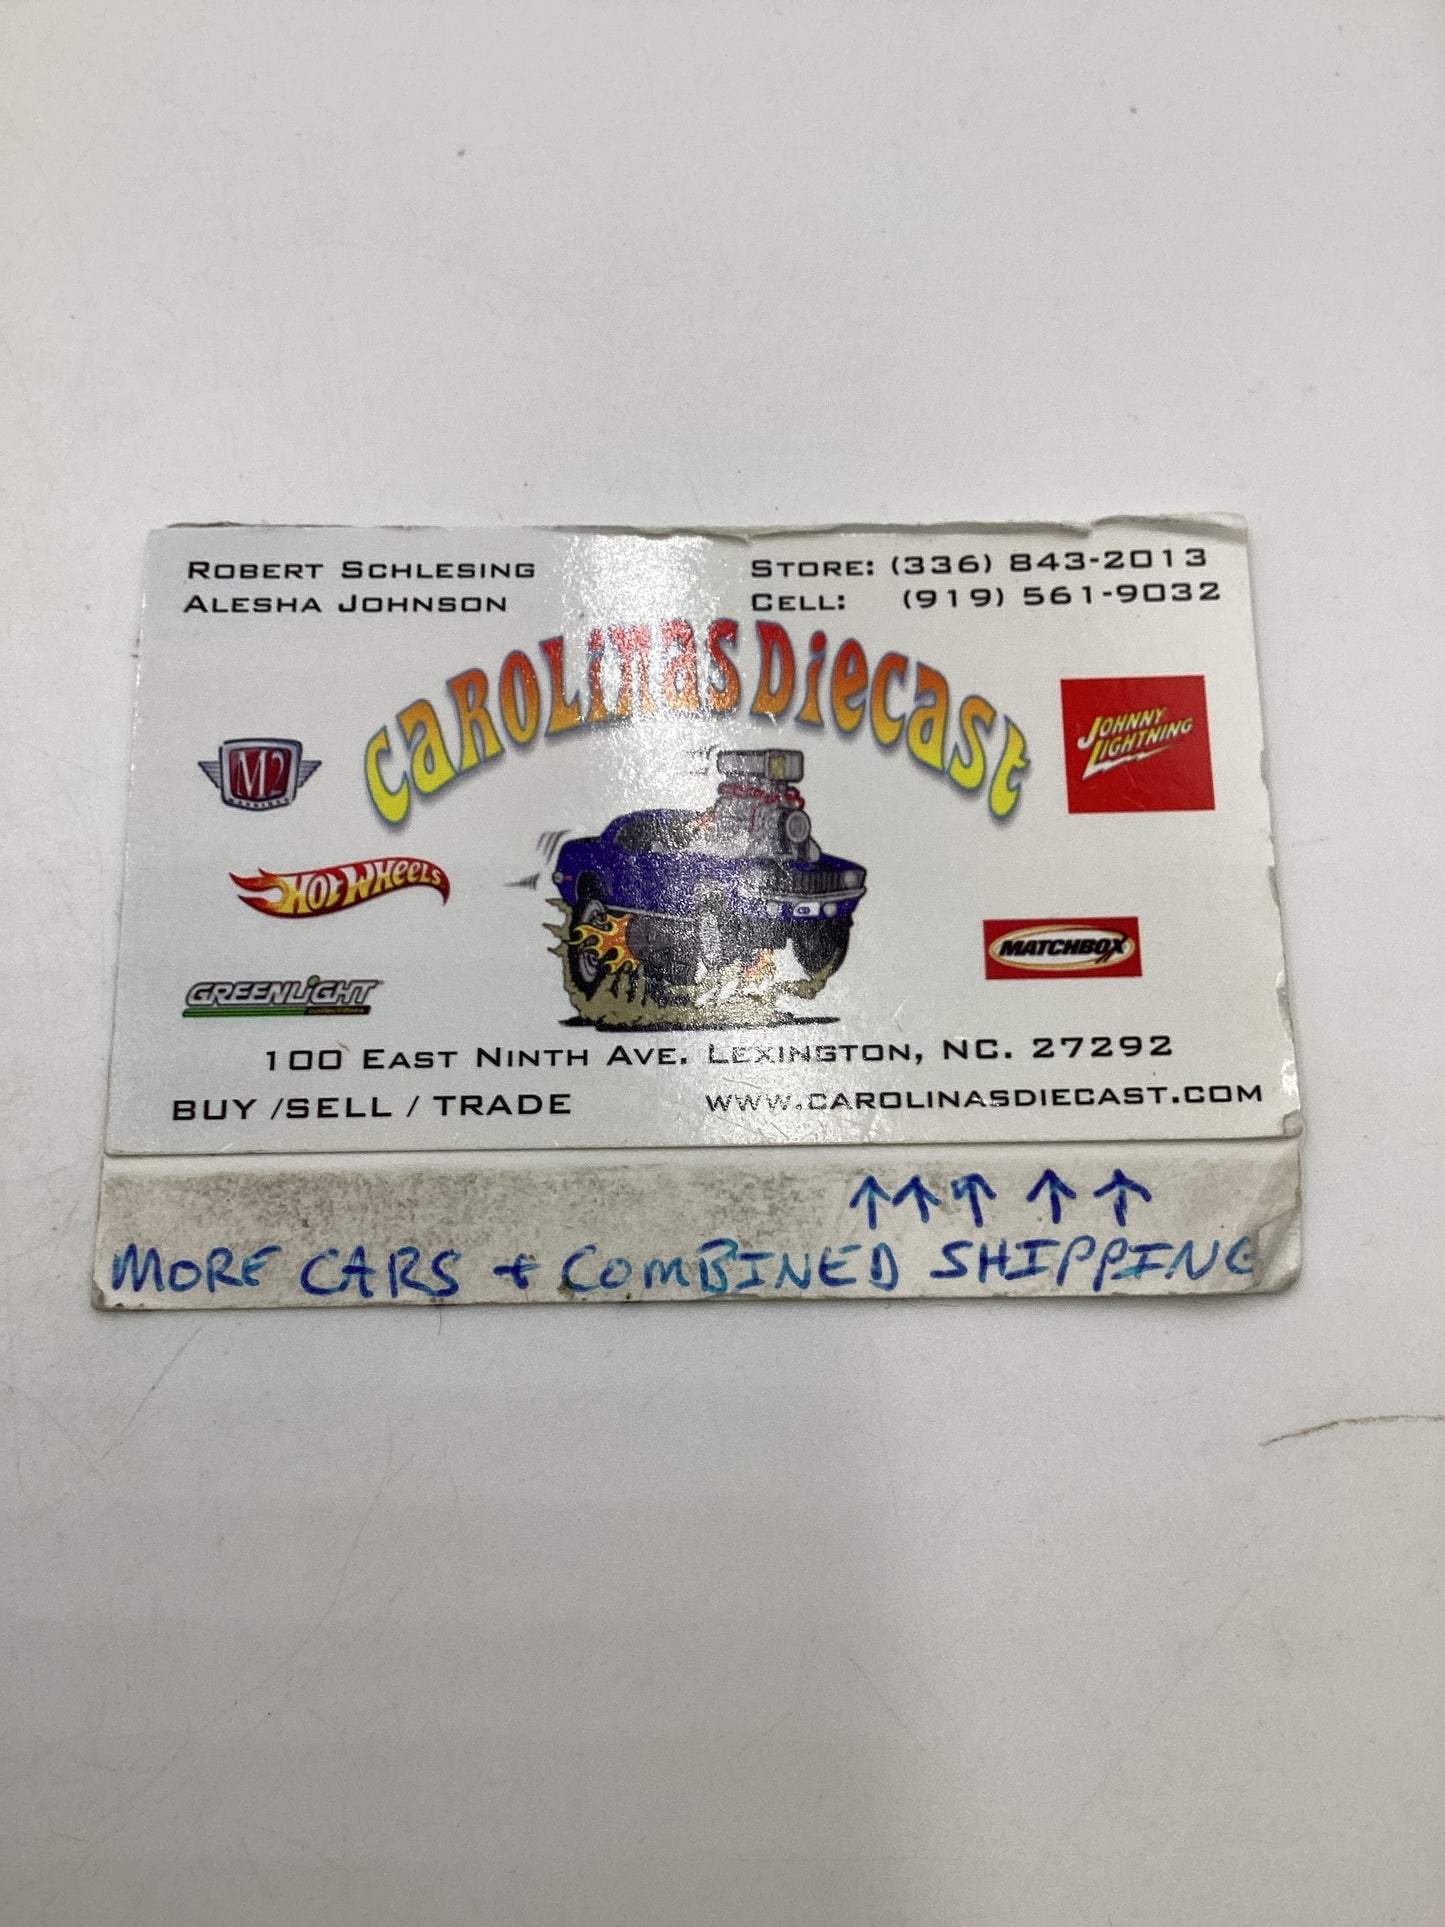 ROBERT SCHLESING
ALESHA JOHNSON
STORE: (336) 843-2013
CELL: (919) 561-9032
CAROLINAS DIECAST
M2
MACHINES
JOHNNY
LIGHTNING
HOT WHEELS
MATCHBOX
GREENLIGHT
collectibles
100 EAST NINTH AVE. LEXINGTON, NC. 27292
BUY /SELL / TRADE
WWW.CAROLINASDIECAST.COM
↑ ↑ ↑ ↑ ↑
MORE CARS + COMBINED SHIPPING